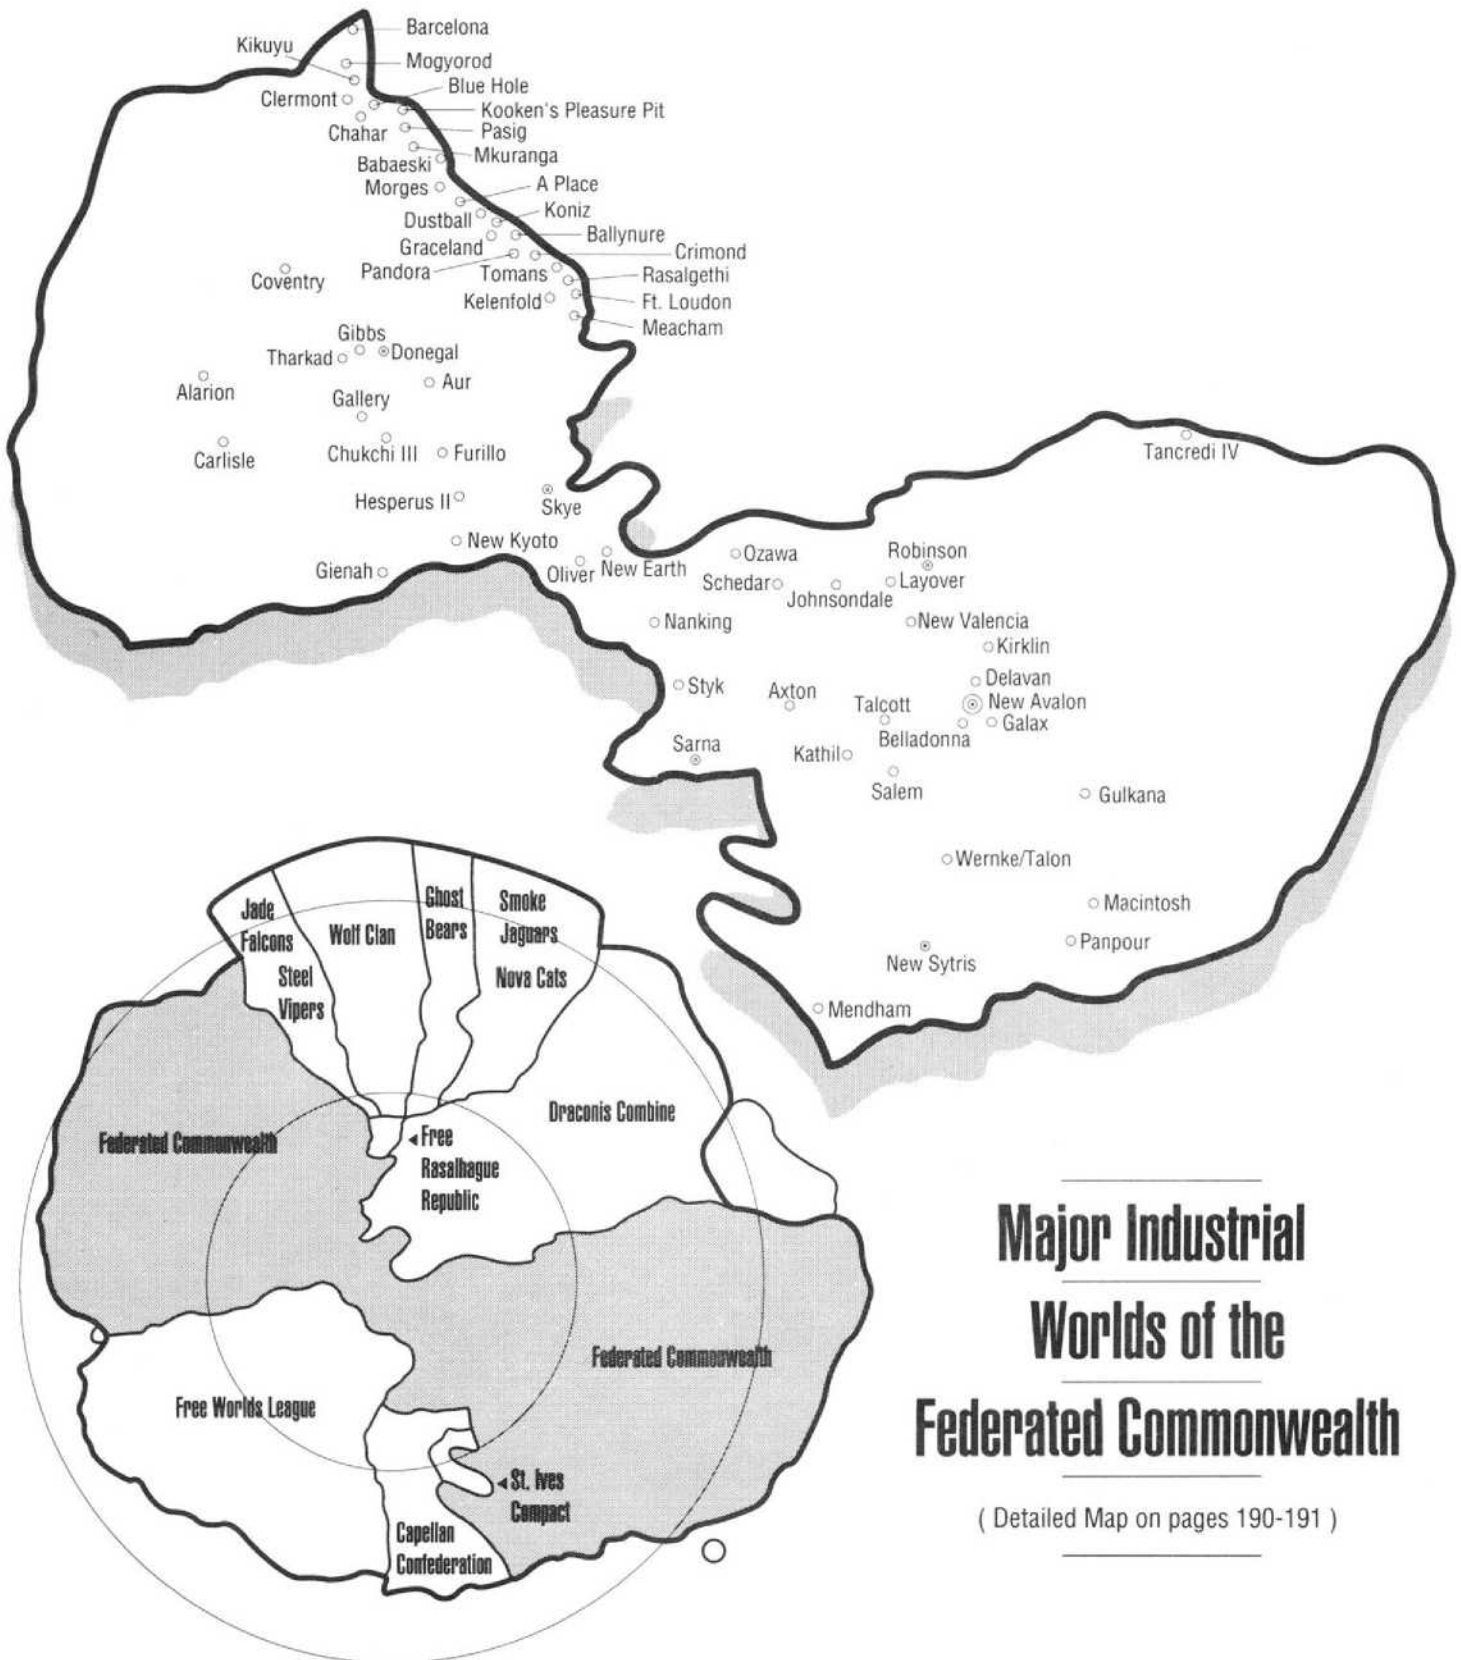 Barcelona
Kikuyu
Mogyorod
Blue Hole
Clermont
Kooken's Pleasure Pit
Chahar
Pasig
Mkuranga
Babaeski
Morges
A Place
Koniz
Dustball
Ballynure
Graceland
Crimond
Pandora
Tomans
Rasalgethi
Coventry
Kelenfold
Ft. Loudon
Meacham
Gibbs
Tharkad
Donegal
Aur
Alarion
Gallery
Carlisle
Chukchi III
Furillo
Tancredi IV
Hesperus II
Skye
New Kyoto
Gienah
Oliver
New Earth
Ozawa
Robinson
Schedar
Layover
Johnsondale
Nanking
New Valencia
Kirklin
Styk
Axton
Delavan
Talcott
New Avalon
Galax
Belladonna
Sarna
Kathil
Salem
Gulkana
Wernke/Talon
Macintosh
Panpour
New Sytris
Mendham
Jade
Falcons
Steel
Vipers
Wolf Clan
Ghost
Bears
Smoke
Jaguars
Nova Cats
Draconis Combine
Federated Commonwealth
Free
Rasalhague
Republic
Federated Commonwealth
Free Worlds League
St. Ives
Compact
Capellan
Confederation
Major Industrial
Worlds of the
Federated Commonwealth
( Detailed Map on pages 190-191 )